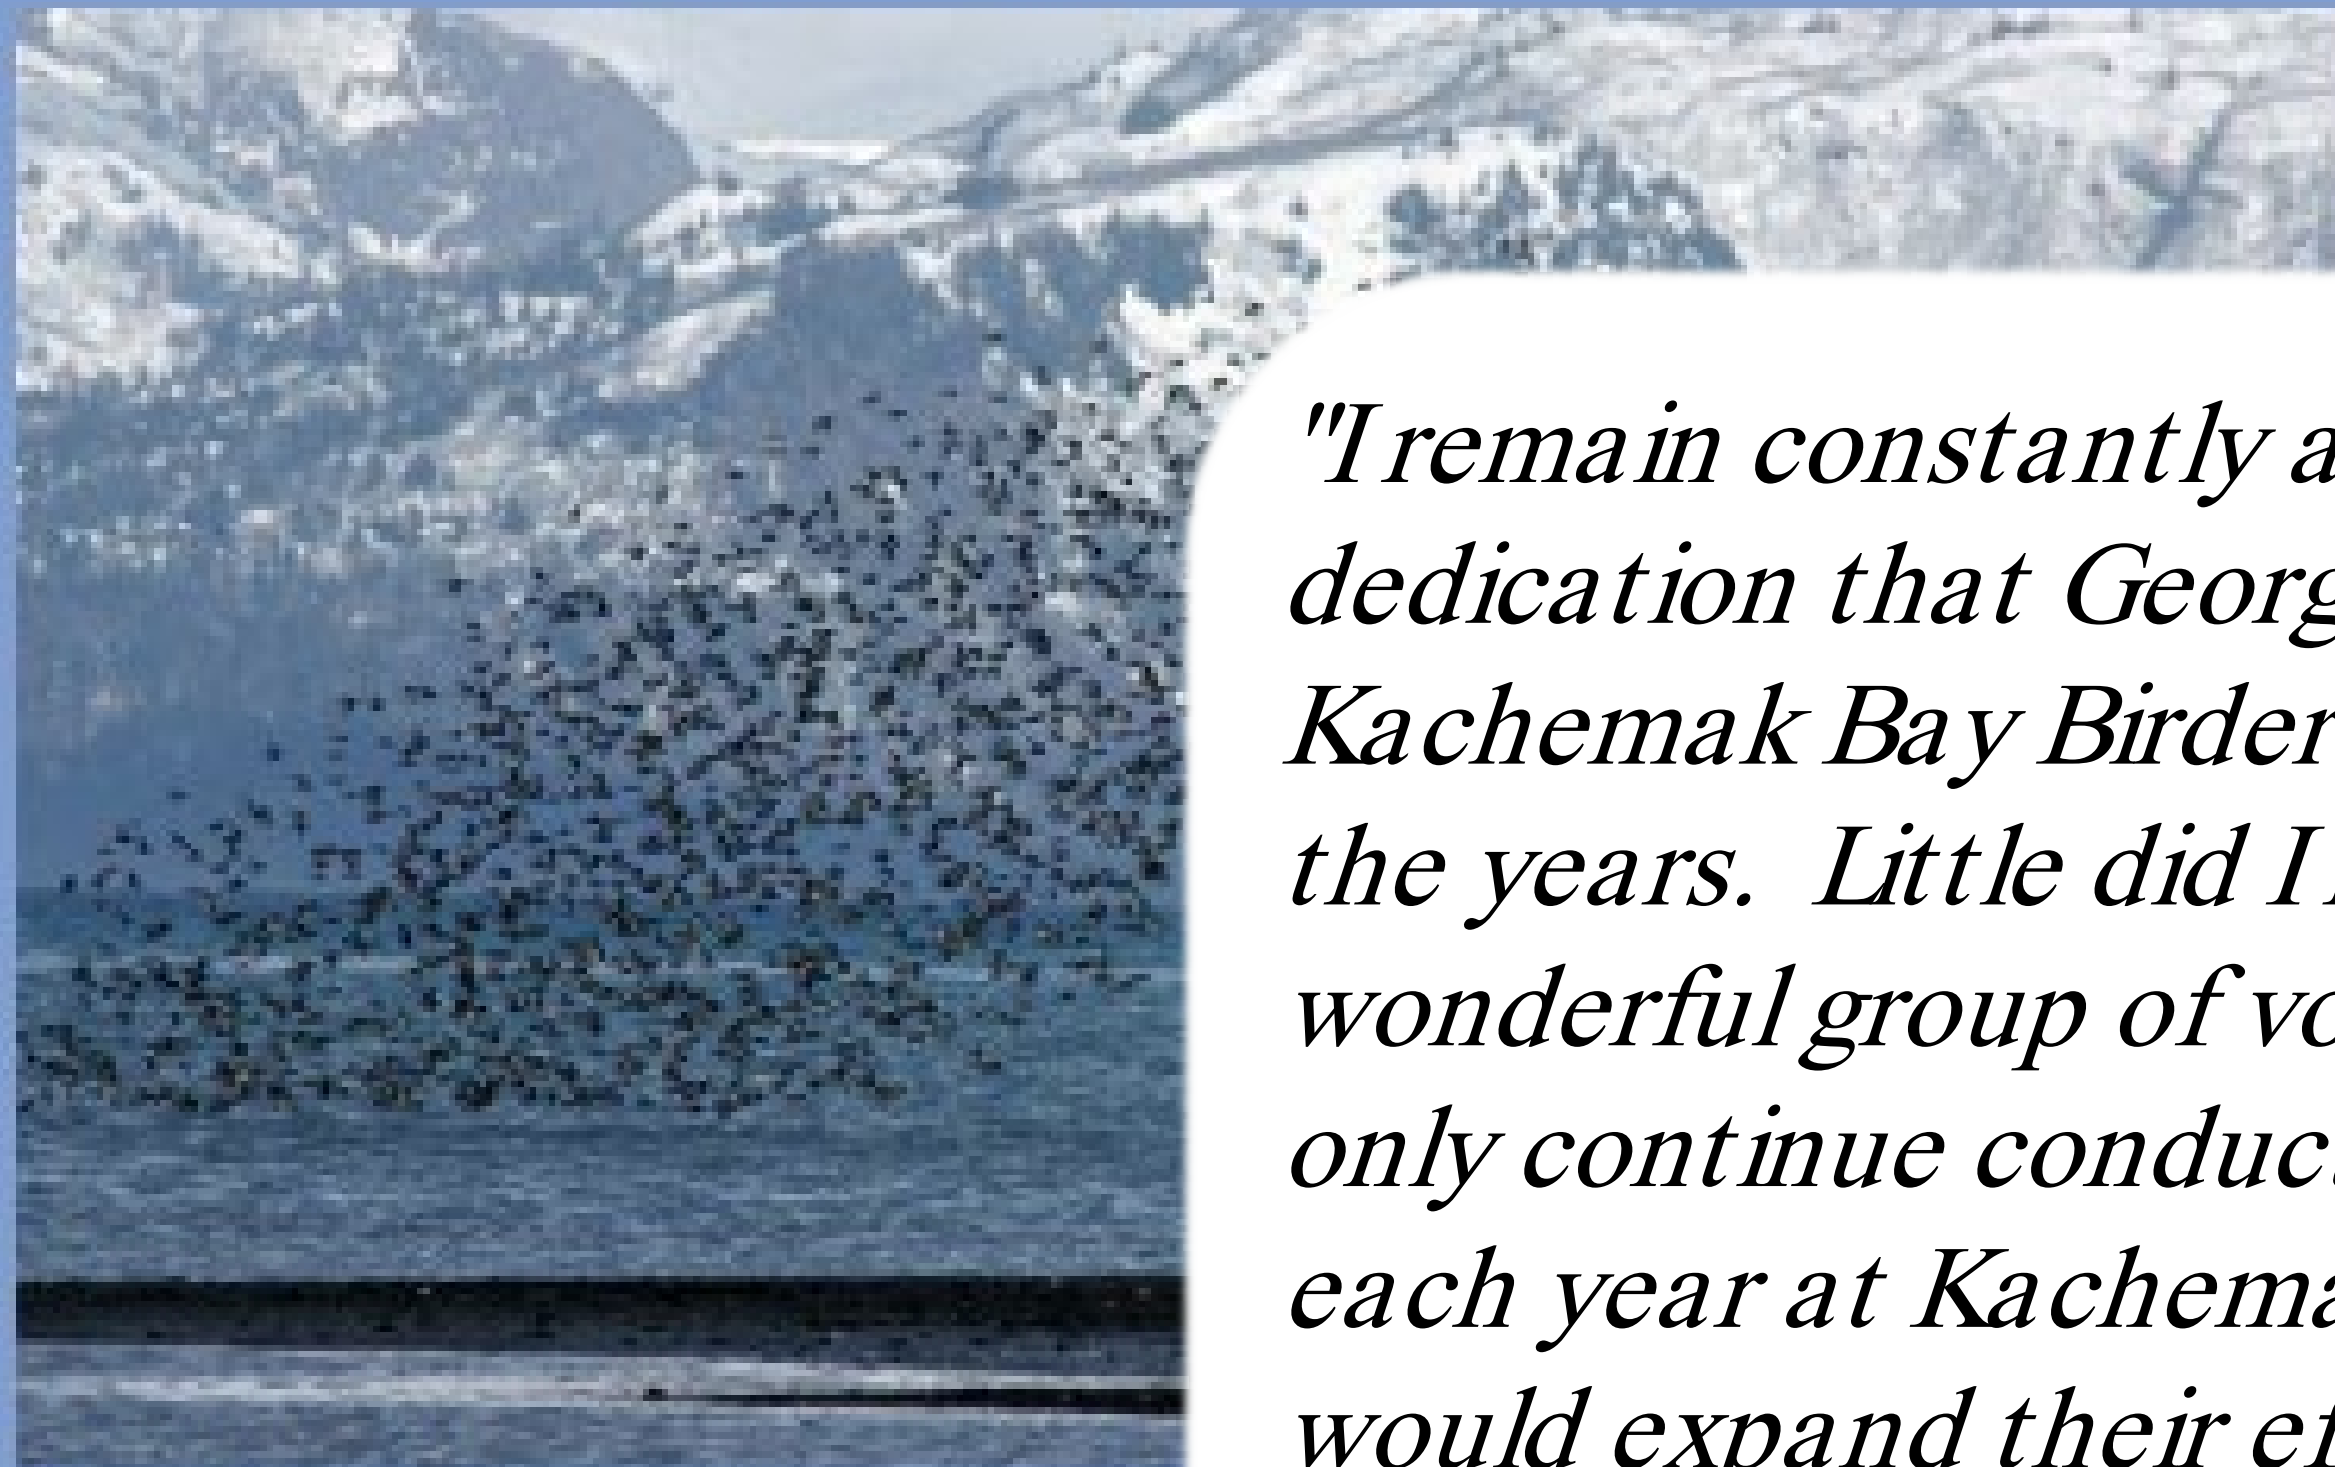 "I remain constantly a
dedication that Georg
Kachemak Bay Birder
the years.  Little did I
wonderful group of vo
only continue conduc
each year at Kachema
would expand their ef